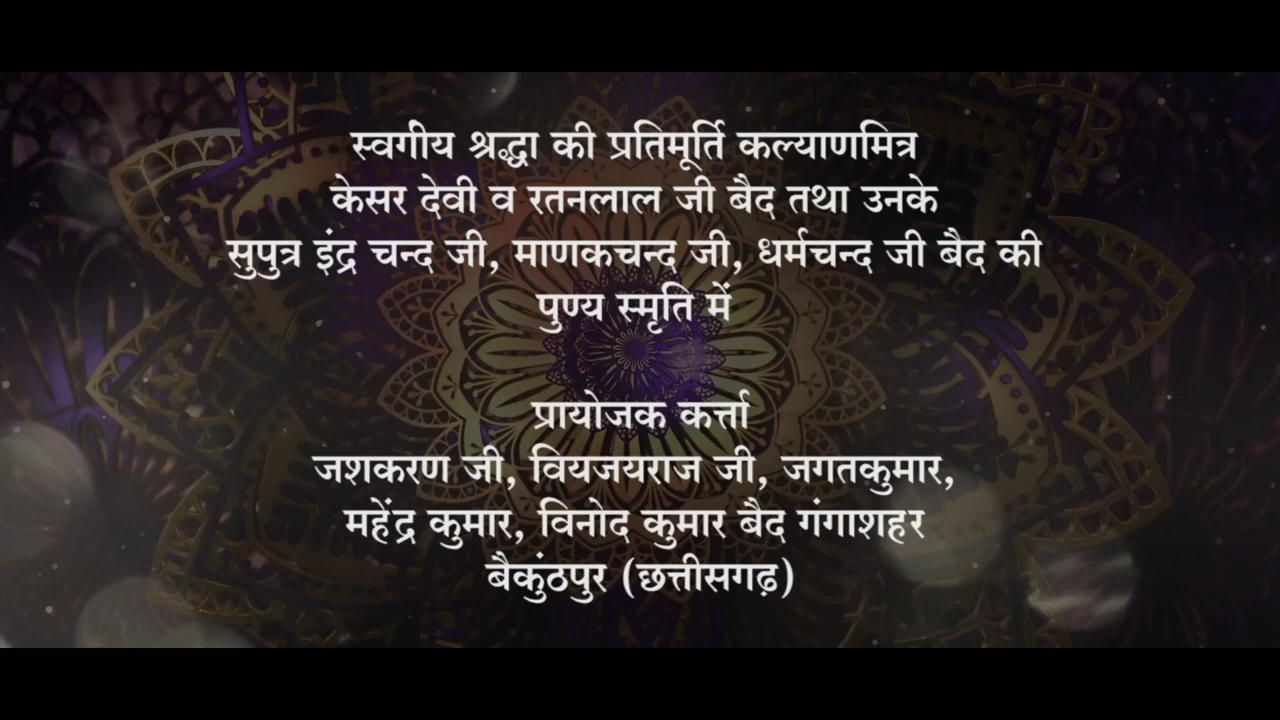 स्वर्गीय श्रद्धा की प्रतिमूर्ति कल्याणमित्र
केसर देवी व रतनलाल जी बैद तथा उनके
सुपुत्र इंद्र चन्द जी, माणकचन्द जी, धर्मचन्द जी बैद की
पुण्य स्मृति में
प्रायोजक कर्त्ता
जशकरण जी, वियजयराज जी, जगतकुमार,
महेंद्र कुमार, विनोद कुमार बैद गंगाशहर
बैकुंठपुर (छत्तीसगढ़)